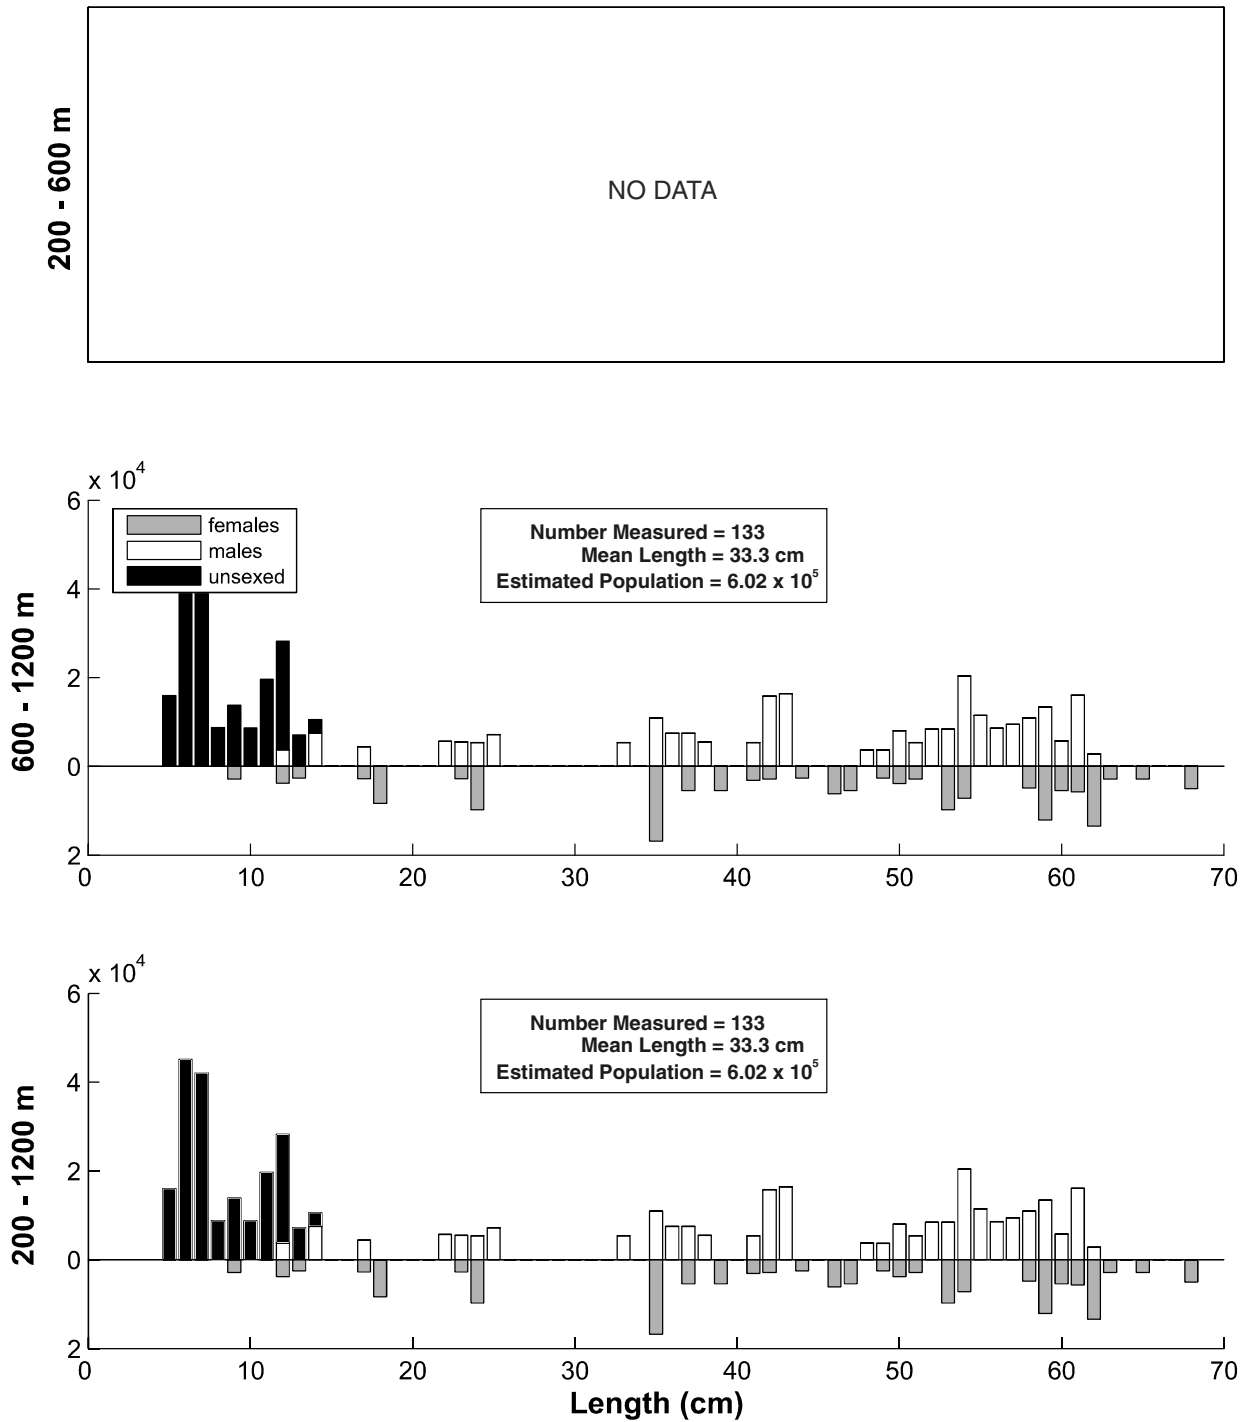 200 - 600 m
NO DATA
x 10^4
6
4
2
0
2
600 - 1200 m
females
males
unsexed
Number Measured = 133
Mean Length = 33.3 cm
Estimated Population = 6.02 x 10^5
0 10 20 30 40 50 60 70
x 10^4
6
4
2
0
2
200 - 1200 m
Number Measured = 133
Mean Length = 33.3 cm
Estimated Population = 6.02 x 10^5
0 10 20 30 40 50 60 70
Length (cm)